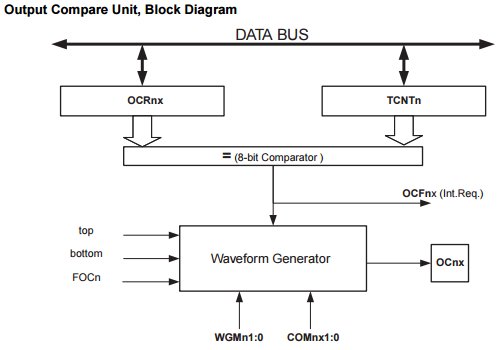 Output Compare Unit, Block Diagram
DATA BUS
OCRnx
TCNTn
= (8-bit Comparator )
OCFnx (Int.Req.)
top
bottom
FOCn
Waveform Generator
OCnx
WGMn1:0
COMnx1:0